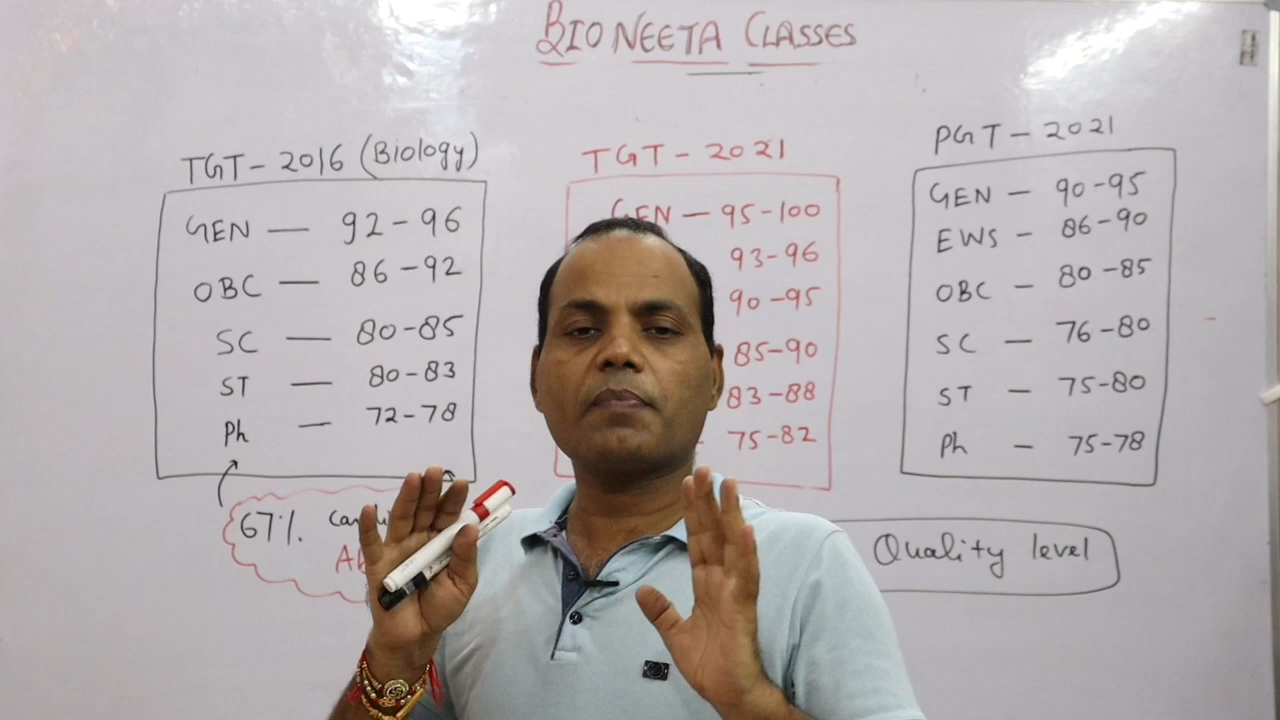 BIO NEETA CLASSES
TGT - 2016 (Biology)
GEN — 92-96
OBC — 86-92
SC — 80-85
ST — 80-83
Ph — 72-78
67%.
TGT - 2021
GEN — 95-100
93-96
90-95
85-90
83-88
- 75-82
PGT - 2021
GEN - 90-95
EWS - 86-90
OBC - 80-85
SC - 76-80
ST - 75-80
Ph - 75-78
Quality level